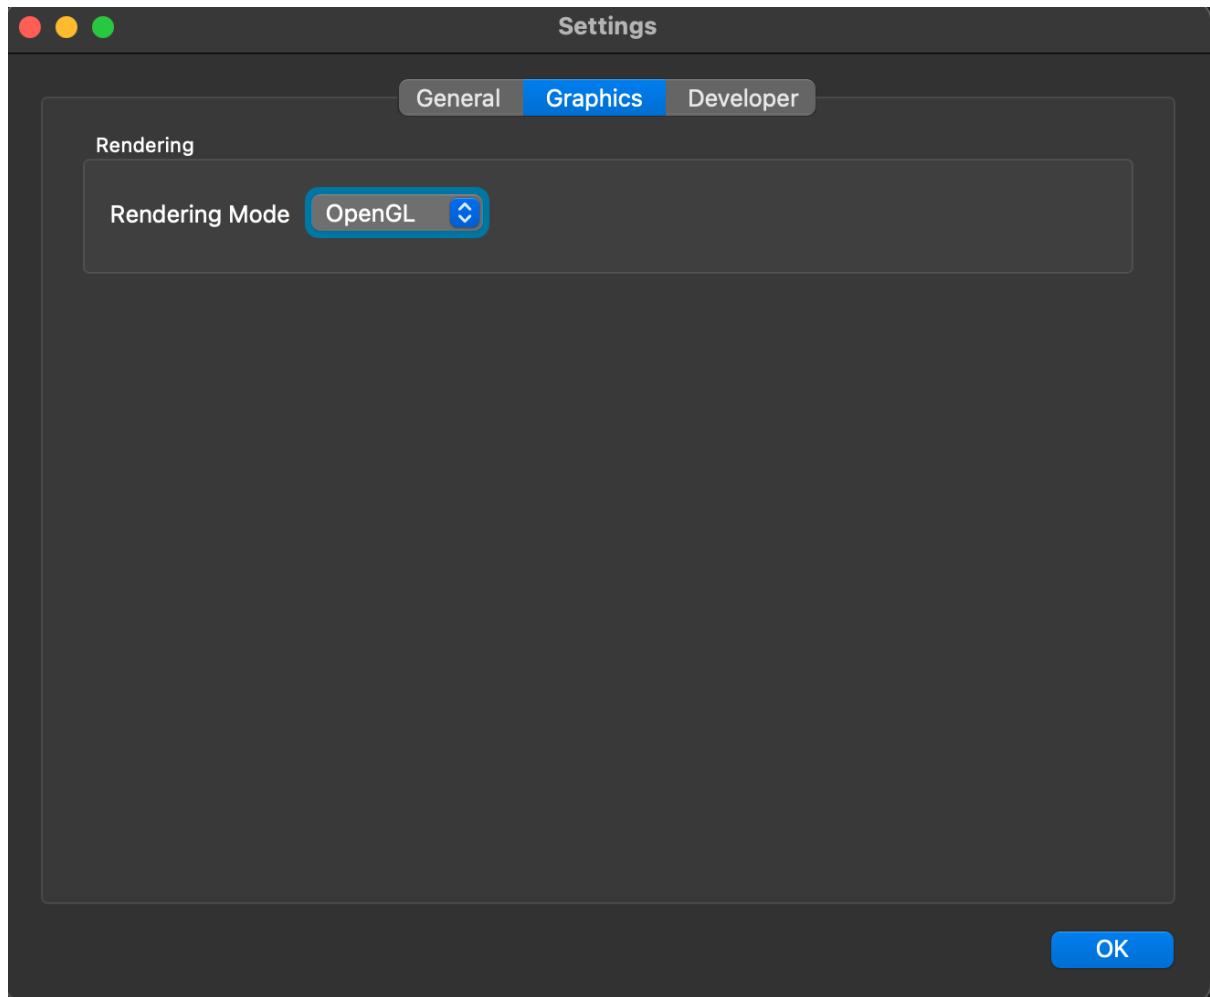 Settings
General Graphics Developer
Rendering
Rendering Mode OpenGL
OK